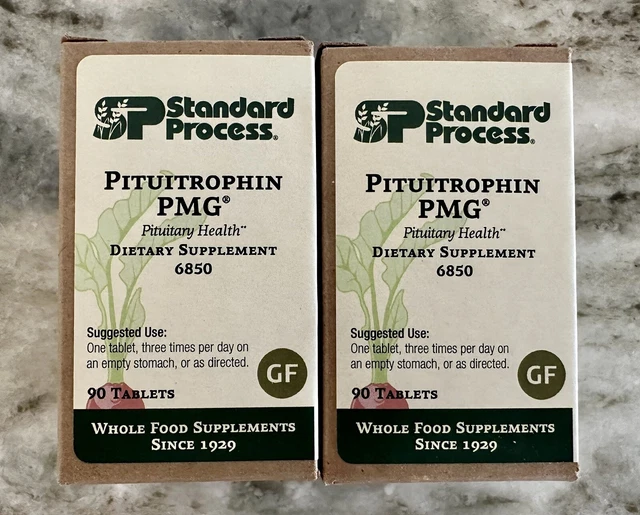 SP Standard
Process®
PITUITROPHIN
PMG®
Pituitary Health**
DIETARY SUPPLEMENT
6850
Suggested Use:
One tablet, three times per day on
an empty stomach, or as directed.
GF
90 TABLETS
WHOLE FOOD SUPPLEMENTS
SINCE 1929
SP Standard
Process®
PITUITROPHIN
PMG®
Pituitary Health**
DIETARY SUPPLEMENT
6850
Suggested Use:
One tablet, three times per day on
an empty stomach, or as directed.
GF
90 TABLETS
WHOLE FOOD SUPPLEMENTS
SINCE 1929